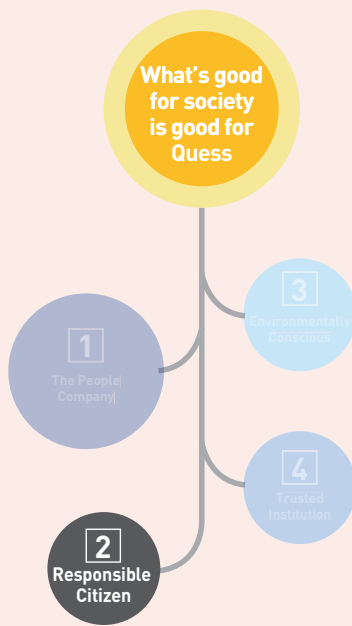 What's good
for society
is good for
Quess
1
The People
Company
2
Responsible
Citizen
3
Environmentally
Conscious
4
Trusted
Institution